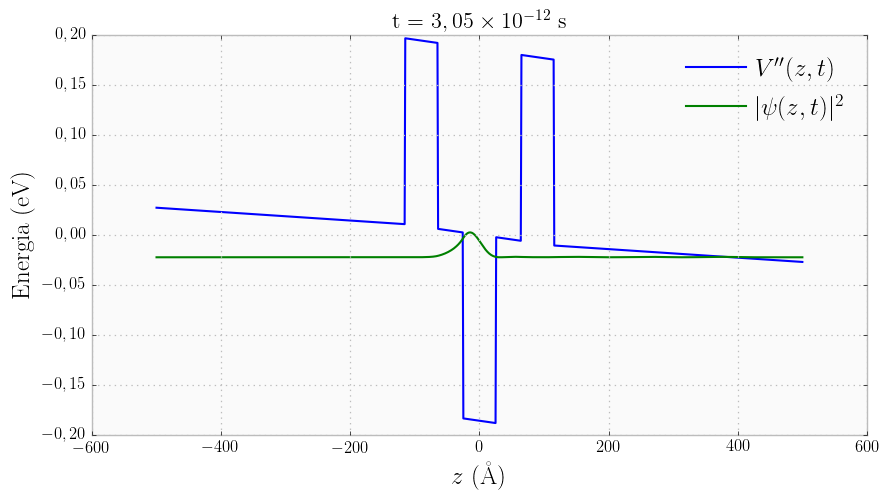 t = 3,05 × 10⁻¹² s
0,20
0,15
0,10
0,05
0,00
−0,05
−0,10
−0,15
−0,20
Energia (eV)
V′′(z, t)
|ψ(z, t)|²
−600 −400 −200 0 200 400 600
z (Å)